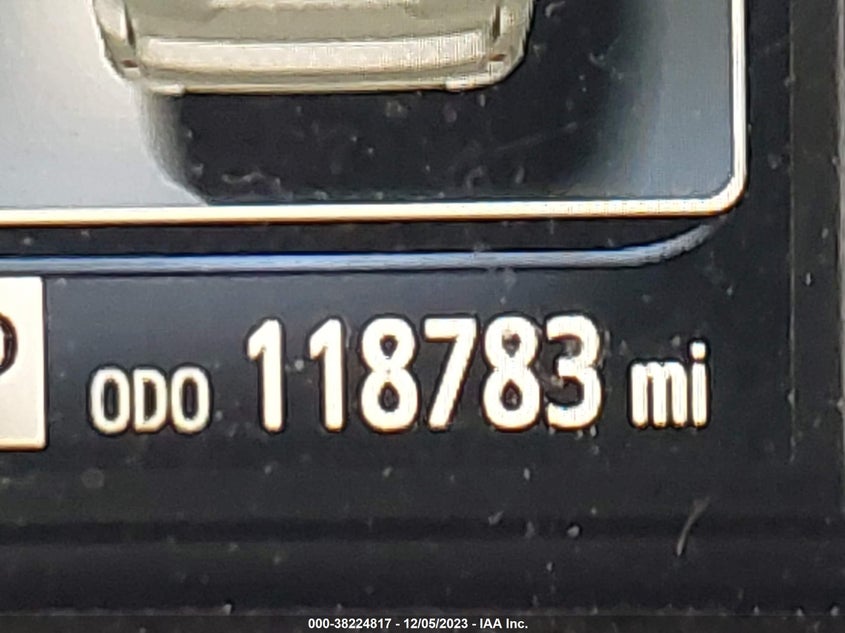 ODO 118783 mi
000-38224817 - 12/05/2023 - IAA Inc.